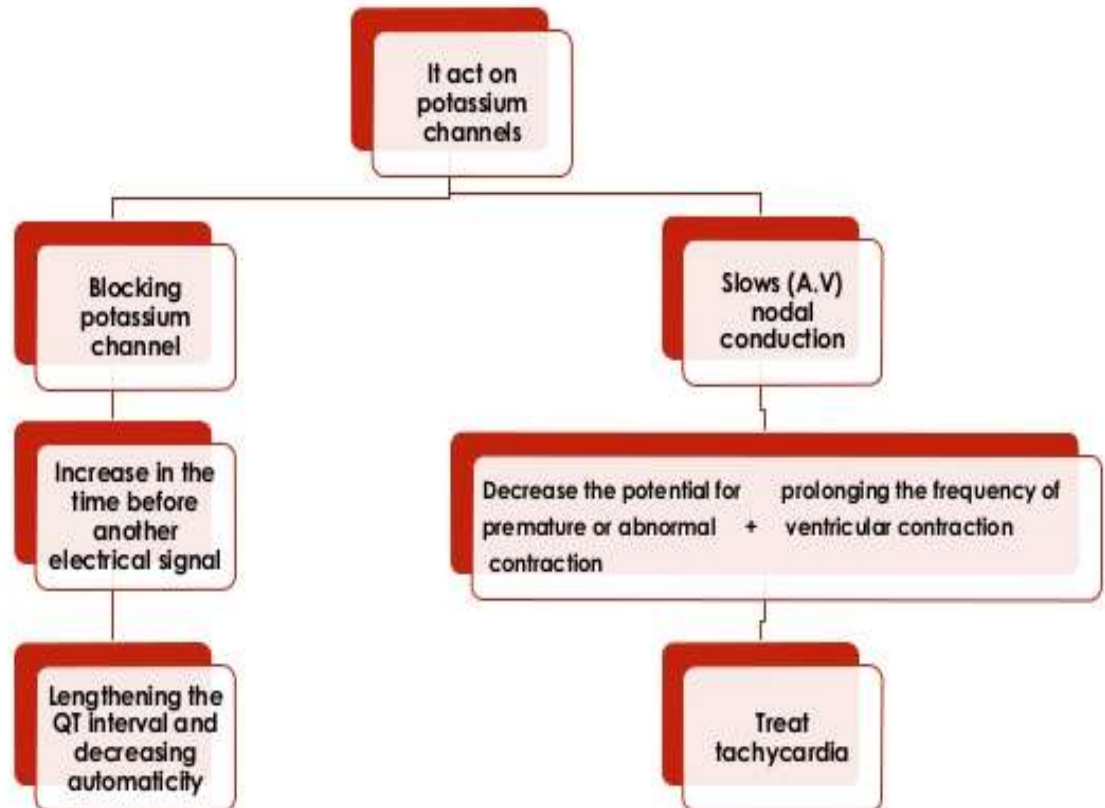 It act on
potassium
channels
Blocking
potassium
channel
Slows (A.V)
nodal
conduction
Increase in the
time before
another
electrical signal
Decrease the potential for prolonging the frequency of
premature or abnormal + ventricular contraction
contraction
Lengthening the
QT interval and
decreasing
automaticity
Treat
tachycardia